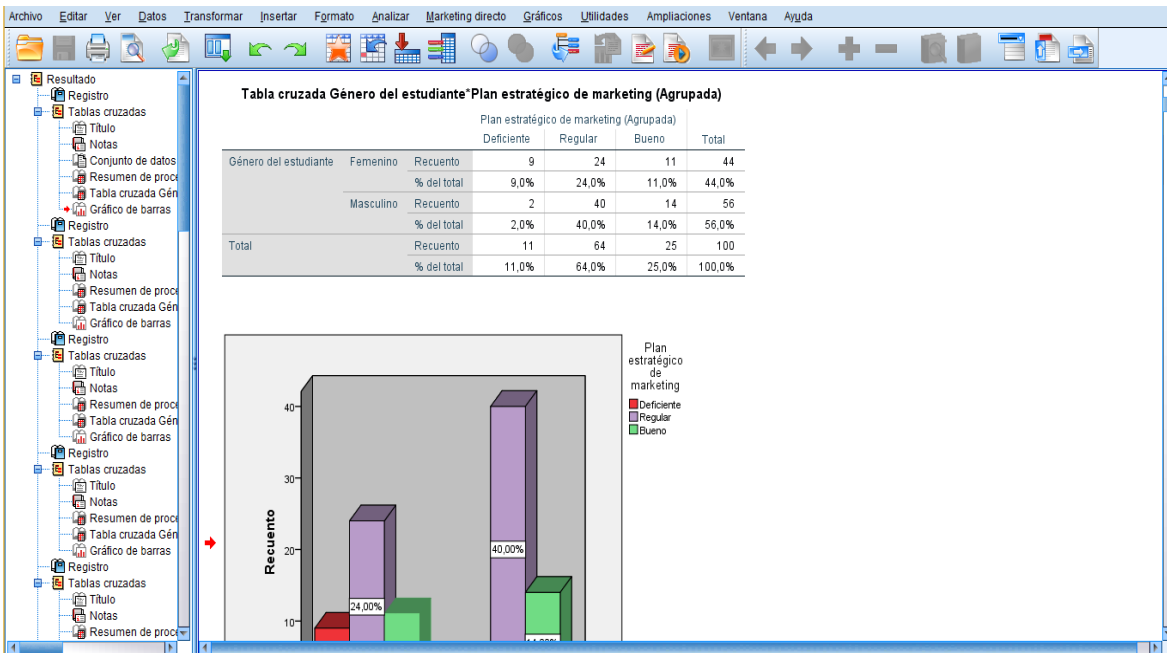 Archivo Editar Ver Datos Transformar Insertar Formato Analizar Marketing directo Gráficos Utilidades Ampliaciones Ventana Ayuda
Resultado
Registro
Tablas cruzadas
Título
Notas
Conjunto de datos
Resumen de proce
Tabla cruzada Gén
Gráfico de barras
Registro
Tablas cruzadas
Título
Notas
Resumen de proce
Tabla cruzada Gén
Gráfico de barras
Registro
Tablas cruzadas
Título
Notas
Resumen de proce
Tabla cruzada Gén
Gráfico de barras
Registro
Tablas cruzadas
Título
Notas
Resumen de proce
Tabla cruzada Gén
Gráfico de barras
Registro
Tablas cruzadas
Título
Notas
Resumen de proce
Tabla cruzada Género del estudiante*Plan estratégico de marketing (Agrupada)
Plan estratégico de marketing (Agrupada)
Deficiente Regular Bueno Total
Género del estudiante Femenino Recuento 9 24 11 44
% del total 9,0% 24,0% 11,0% 44,0%
Masculino Recuento 2 40 14 56
% del total 2,0% 40,0% 14,0% 56,0%
Total Recuento 11 64 25 100
% del total 11,0% 64,0% 25,0% 100,0%
Plan
estratégico
de
marketing
Deficiente
Regular
Bueno
Recuento
40
30
20
10
40,00%
24,00%